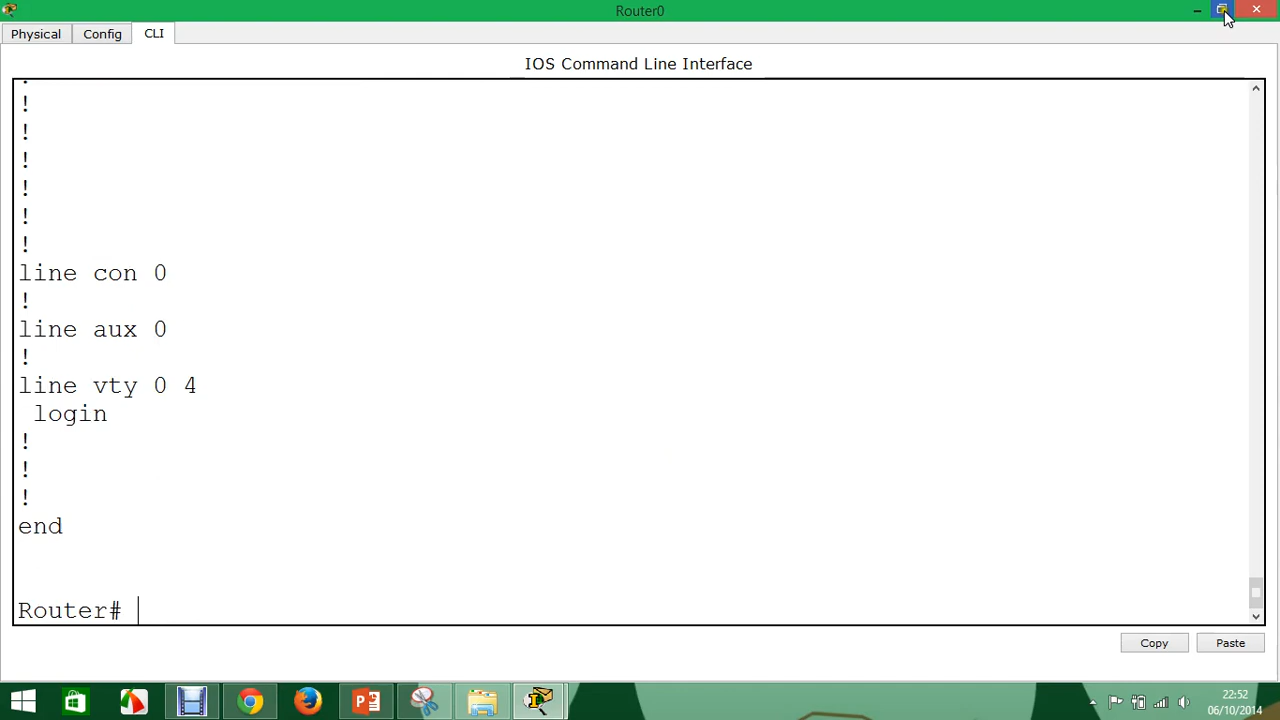 Router0
Physical Config CLI
IOS Command Line Interface
!
!
!
!
!
!
!
line con 0
!
line aux 0
!
line vty 0 4
login
!
!
!
end
Router#
Copy Paste
22:52
06/10/2014